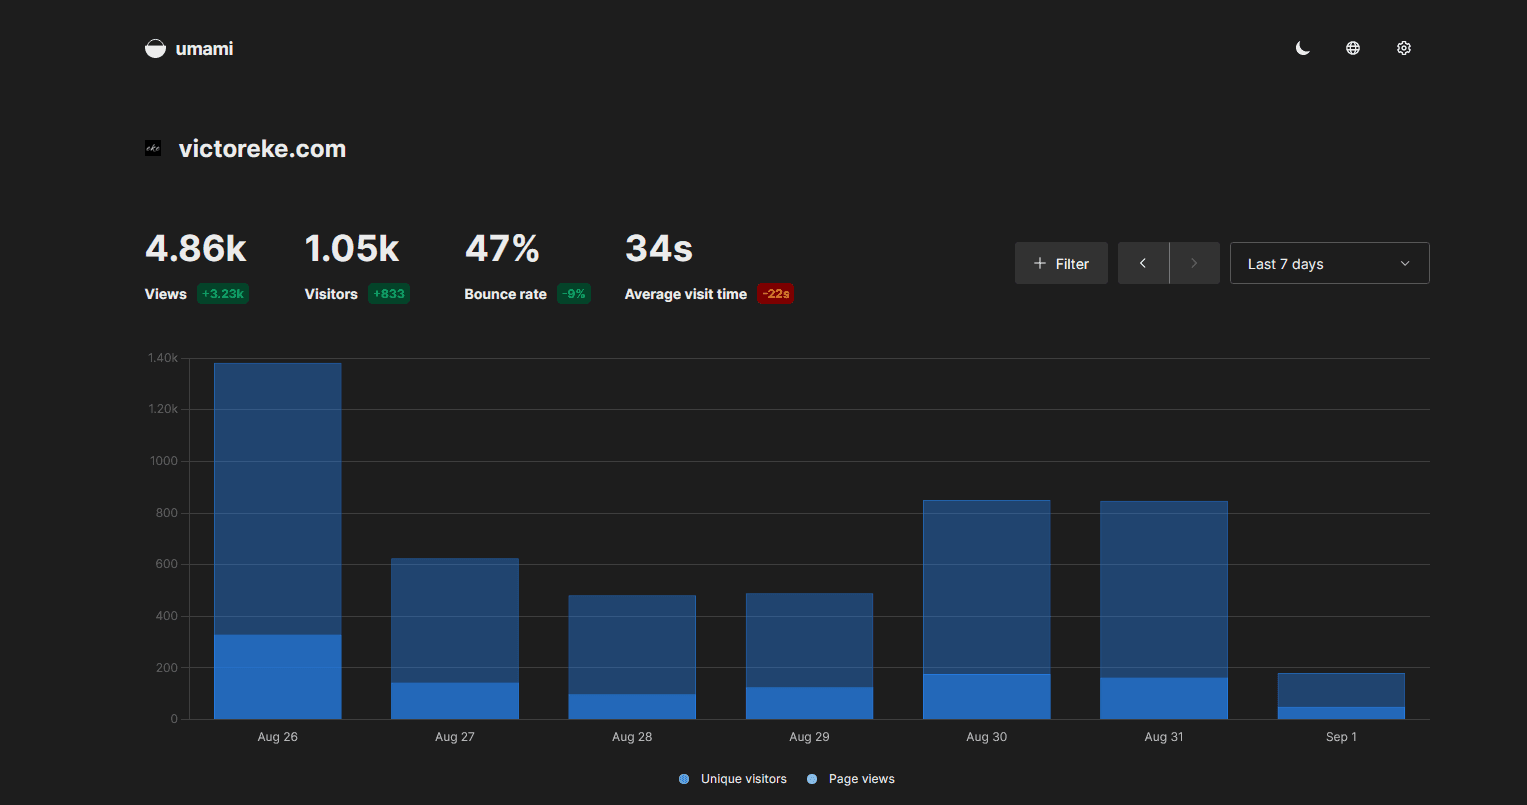 umami
eke
victoreke.com
4.86k 1.05k 47% 34s
Views +3.23k Visitors +833 Bounce rate -9% Average visit time -22s
Filter Last 7 days
1.40k
1.20k
1000
800
600
400
200
0
Aug 26 Aug 27 Aug 28 Aug 29 Aug 30 Aug 31 Sep 1
Unique visitors Page views